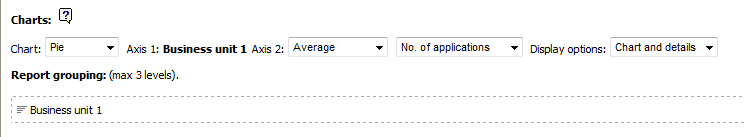 Charts: ?
Chart: Pie Axis 1: Business unit 1 Axis 2: Average No. of applications Display options: Chart and details
Report grouping: (max 3 levels).
Business unit 1